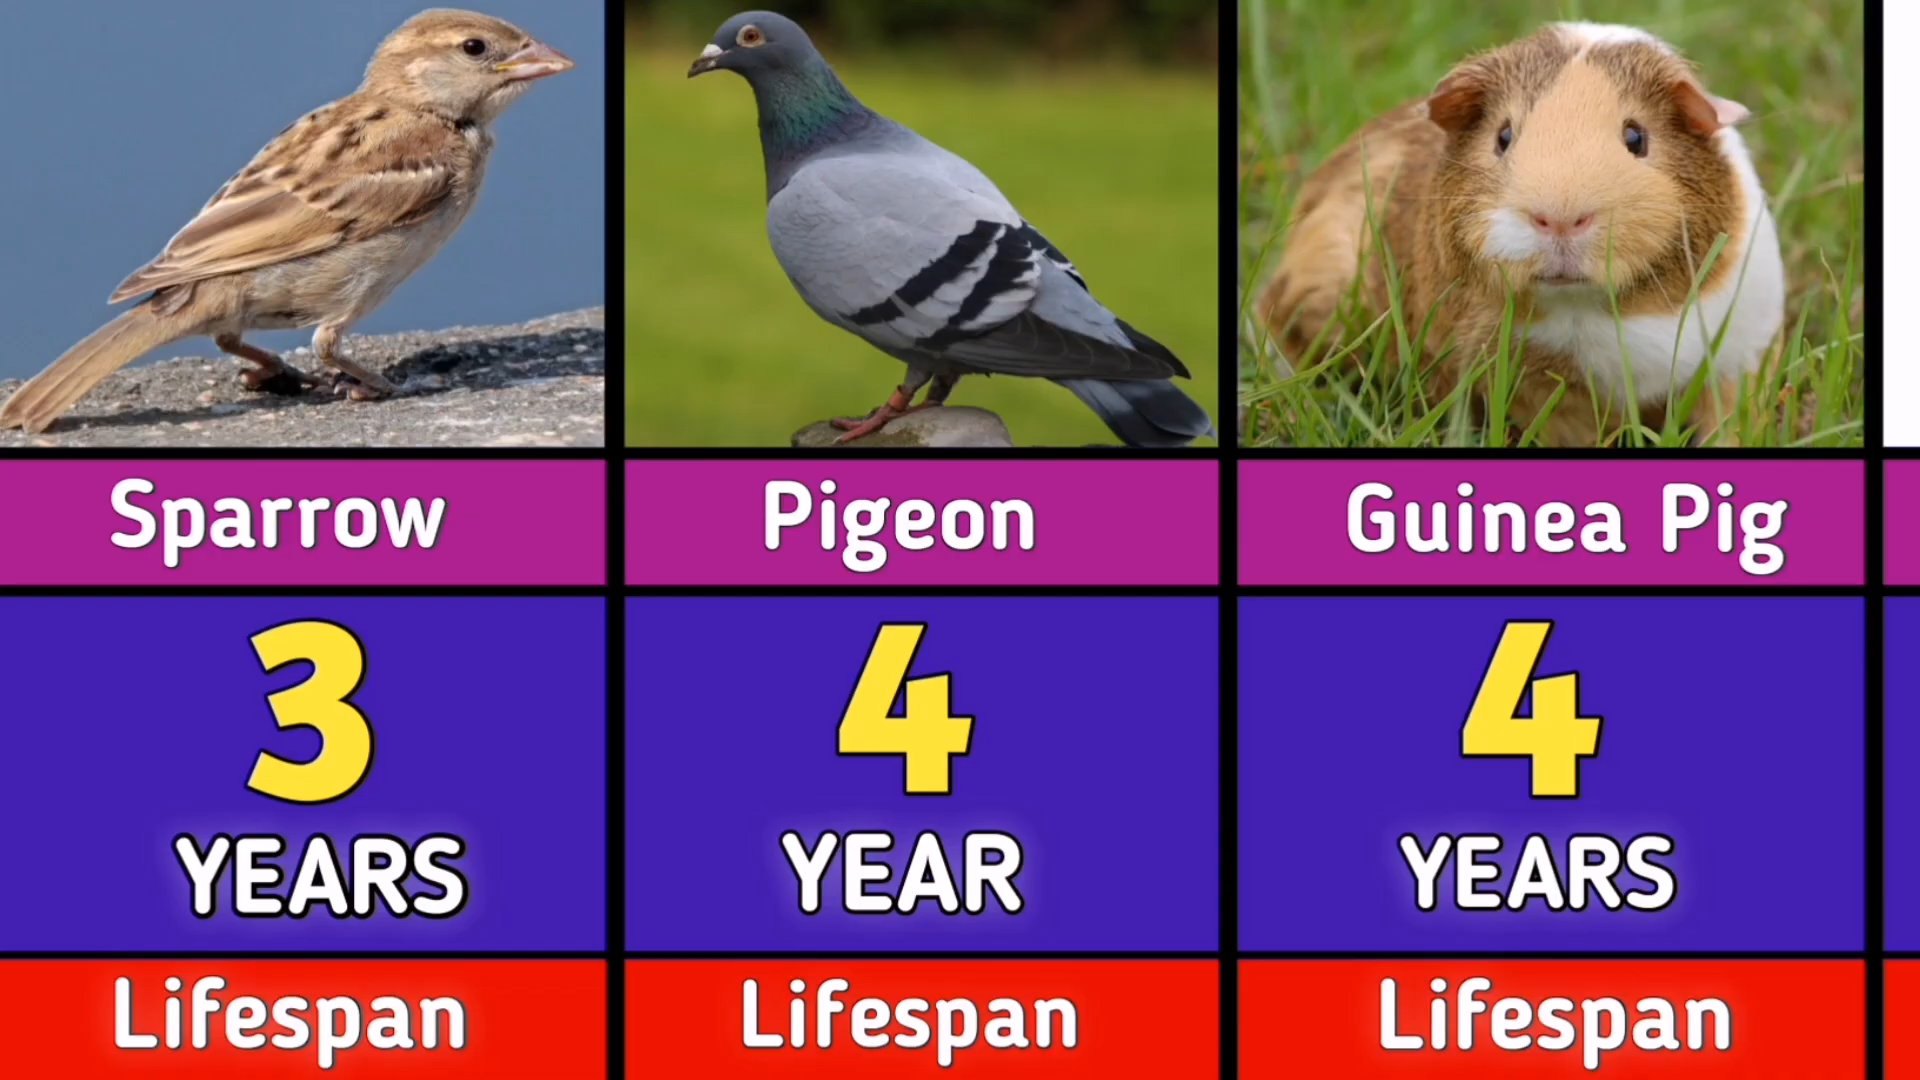 Sparrow
Pigeon
Guinea Pig
3
YEARS
4
YEAR
4
YEARS
Lifespan
Lifespan
Lifespan